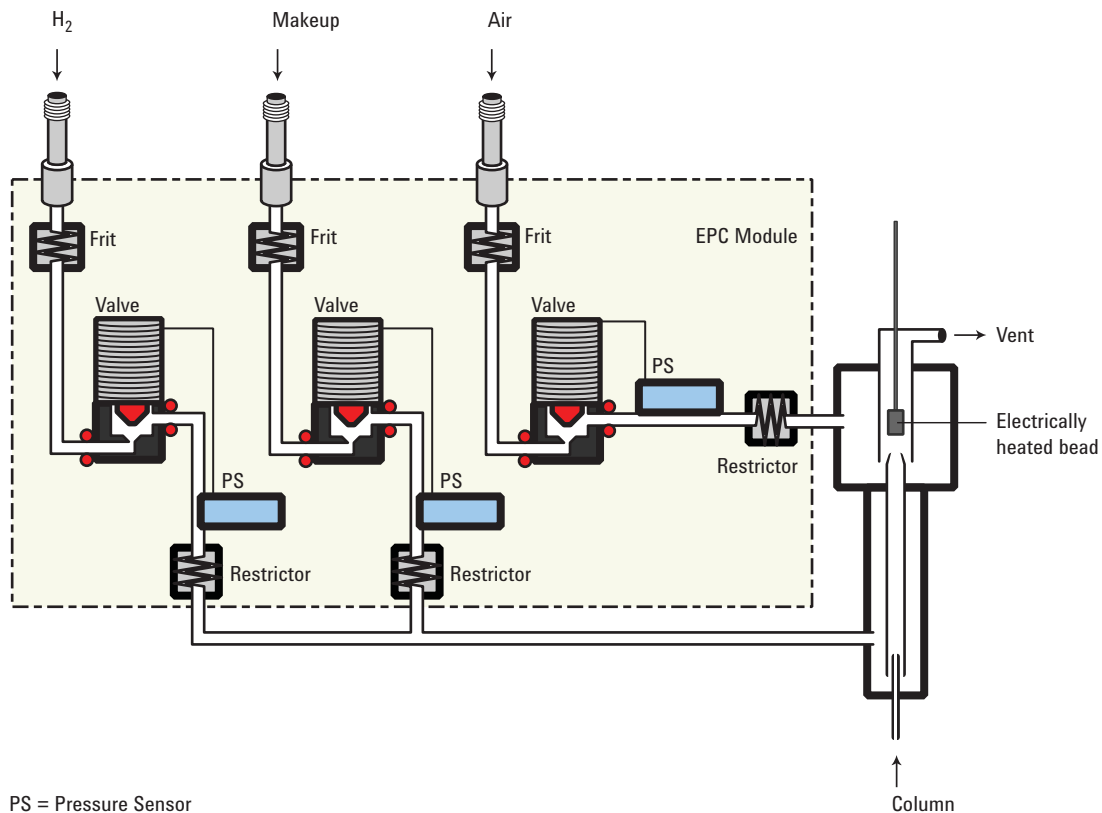 H2
Makeup
Air
Frit
Frit
Frit
EPC Module
Valve
Valve
Valve
PS
Vent
Electrically
heated bead
Restrictor
PS
PS
Restrictor
Restrictor
PS = Pressure Sensor
Column